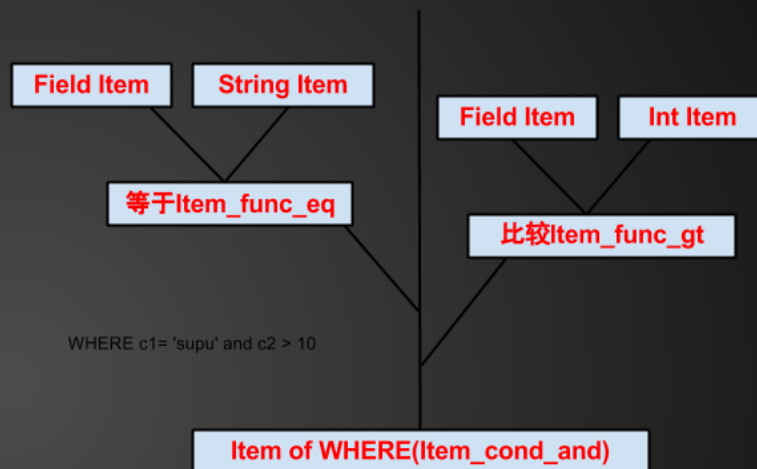 Field Item
String Item
Field Item
Int Item
等于Item_func_eq
比较Item_func_gt
WHERE c1= 'supu' and c2 > 10
Item of WHERE(Item_cond_and)